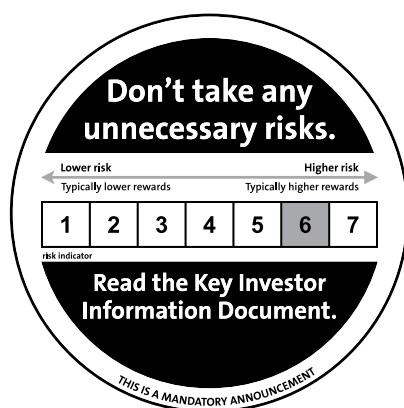 Don't take any
unnecessary risks.
Lower risk Higher risk
Typically lower rewards Typically higher rewards
1 2 3 4 5 6 7
risk indicator
Read the Key Investor
Information Document.
THIS IS A MANDATORY ANNOUNCEMENT